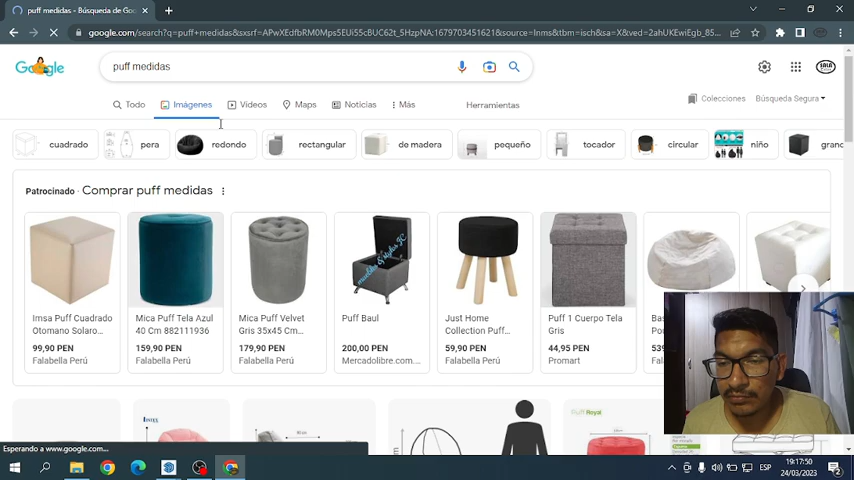 puff medidas - Búsqueda de Goo
google.com/search?q=puff+medidas&sxsrf=APwXEdfbRM0Mps5EUi55cBUC62t_5HzpNA:1679703451621&source=lnms&tbm=isch&sa=X&ved=2ahUKEwiEgb_85...
Google
puff medidas
Todo
Imágenes
Videos
Maps
Noticias
Más
Herramientas
Colecciones
Búsqueda Segura
cuadrado
pera
redondo
rectangular
de madera
pequeño
tocador
circular
niño
Patrocinado · Comprar puff medidas
muebles & stylos JC
Imsa Puff Cuadrado
Otomano Solaro...
99,90 PEN
Falabella Perú
Mica Puff Tela Azul
40 Cm 882111936
159,90 PEN
Falabella Perú
Mica Puff Velvet
Gris 35x45 Cm...
179,90 PEN
Falabella Perú
Puff Baul
200,00 PEN
Mercadolibre.com....
Just Home
Collection Puff...
59,90 PEN
Falabella Perú
Puff 1 Cuerpo Tela
Gris
44,95 PEN
Promart
Fluff Royal
Esperando a www.google.com...
ESP
19:17:50
24/03/2023